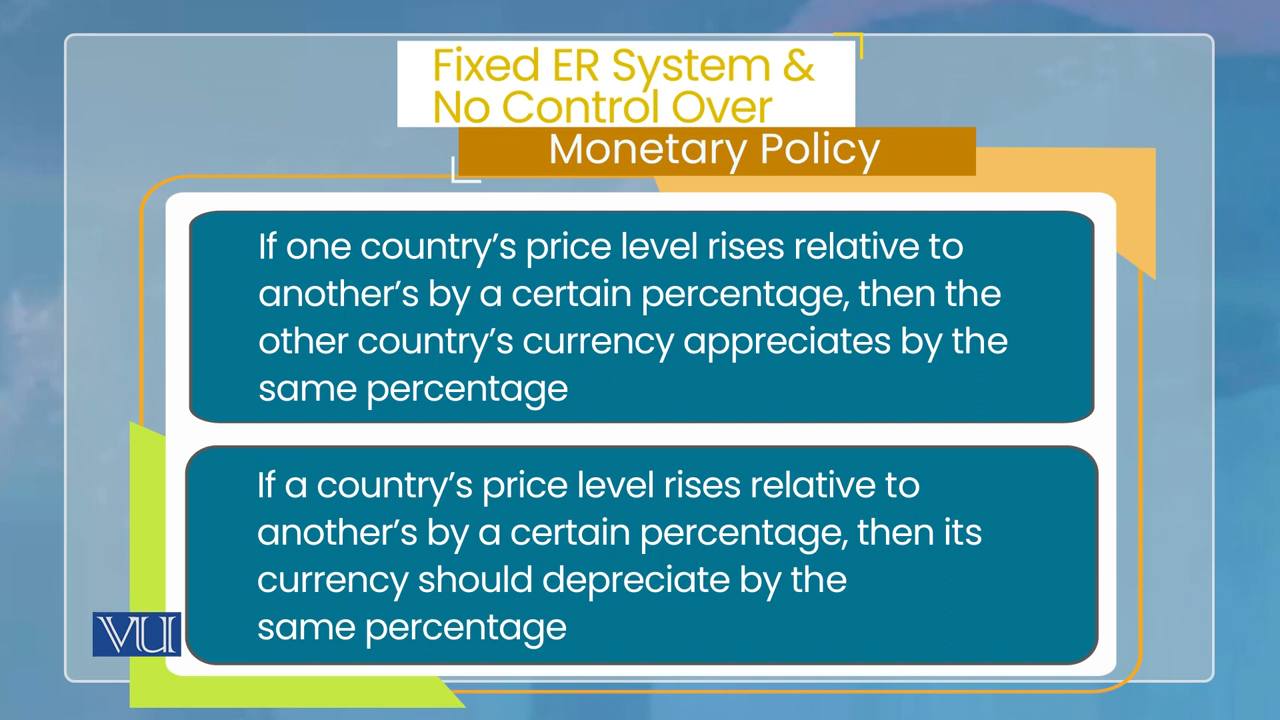 Fixed ER System &
No Control Over
Monetary Policy
If one country’s price level rises relative to
another’s by a certain percentage, then the
other country’s currency appreciates by the
same percentage
If a country’s price level rises relative to
another’s by a certain percentage, then its
currency should depreciate by the
same percentage
VU